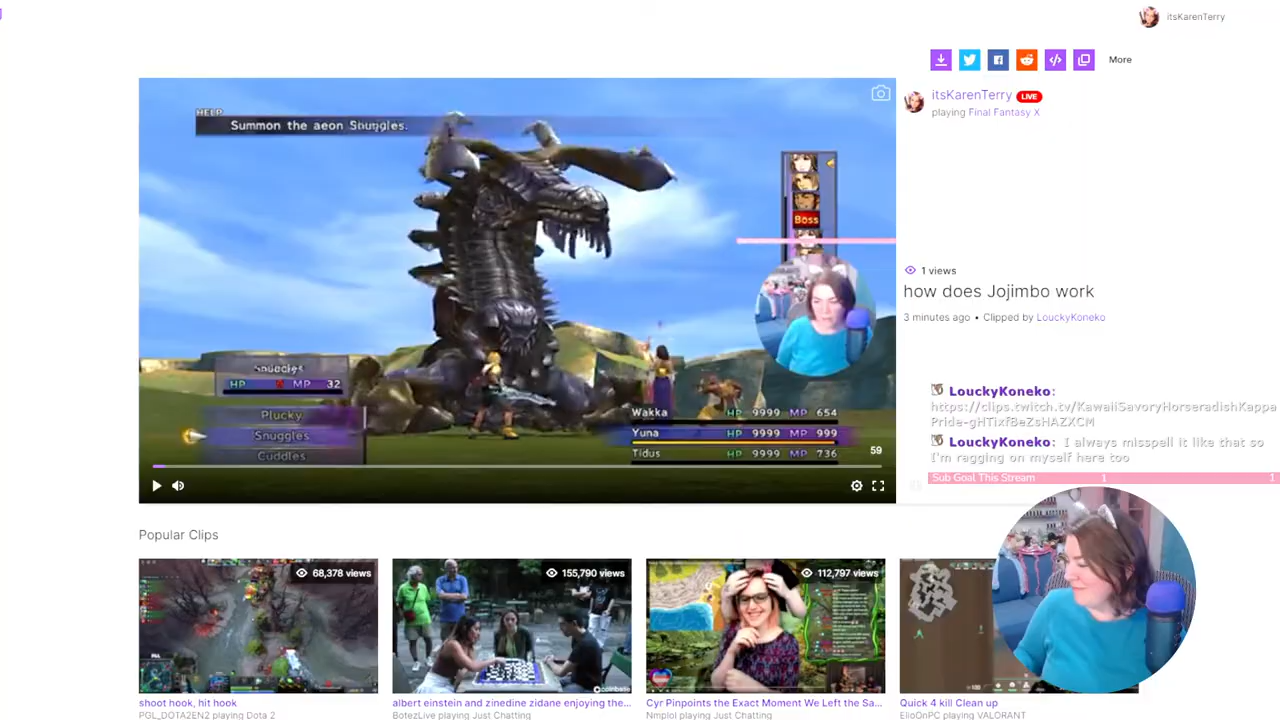 itsKarenTerry
More
itsKarenTerry LIVE
playing Final Fantasy X
HELP
Summon the aeon Snuggles.
Boss
1 views
how does Jojimbo work
3 minutes ago • Clipped by LouckyKoneko
Snuggles
HP MP 32
Plucky
Snuggles
Cuddles
Wakka HP 9999 MP 654
Yuna HP 9999 MP 999
Tidus HP 9999 MP 736
59
LouckyKoneko:
https://clips.twitch.tv/KawaiiSavoryHorseradishKappa
Pride-gHTixfBeZsHAZXCM
LouckyKoneko: I always misspell it like that so
I'm ragging on myself here too
Sub Goal This Stream 1 1
Popular Clips
68,378 views
155,790 views
112,797 views
coinbase
shoot hook, hit hook
PGL_DOTA2EN2 playing Dota 2
albert einstein and zinedine zidane enjoying the...
BotezLive playing Just Chatting
Cyr Pinpoints the Exact Moment We Left the Sa...
Nmplol playing Just Chatting
Quick 4 kill Clean up
ElioOnPC playing VALORANT